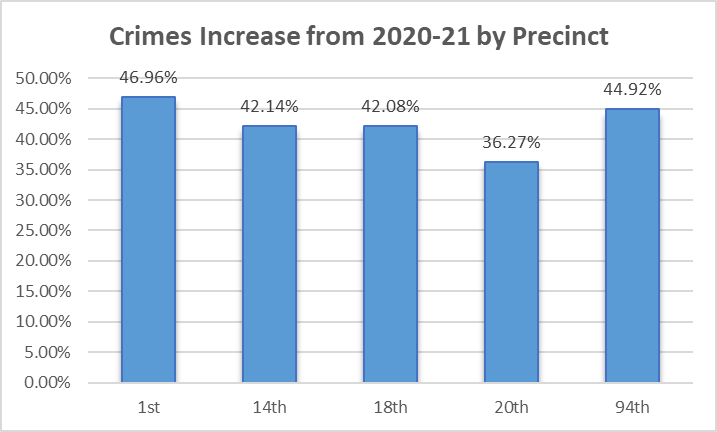 Crimes Increase from 2020-21 by Precinct
50.00%
45.00%
40.00%
35.00%
30.00%
25.00%
20.00%
15.00%
10.00%
5.00%
0.00%
46.96%
42.14%
42.08%
36.27%
44.92%
1st
14th
18th
20th
94th